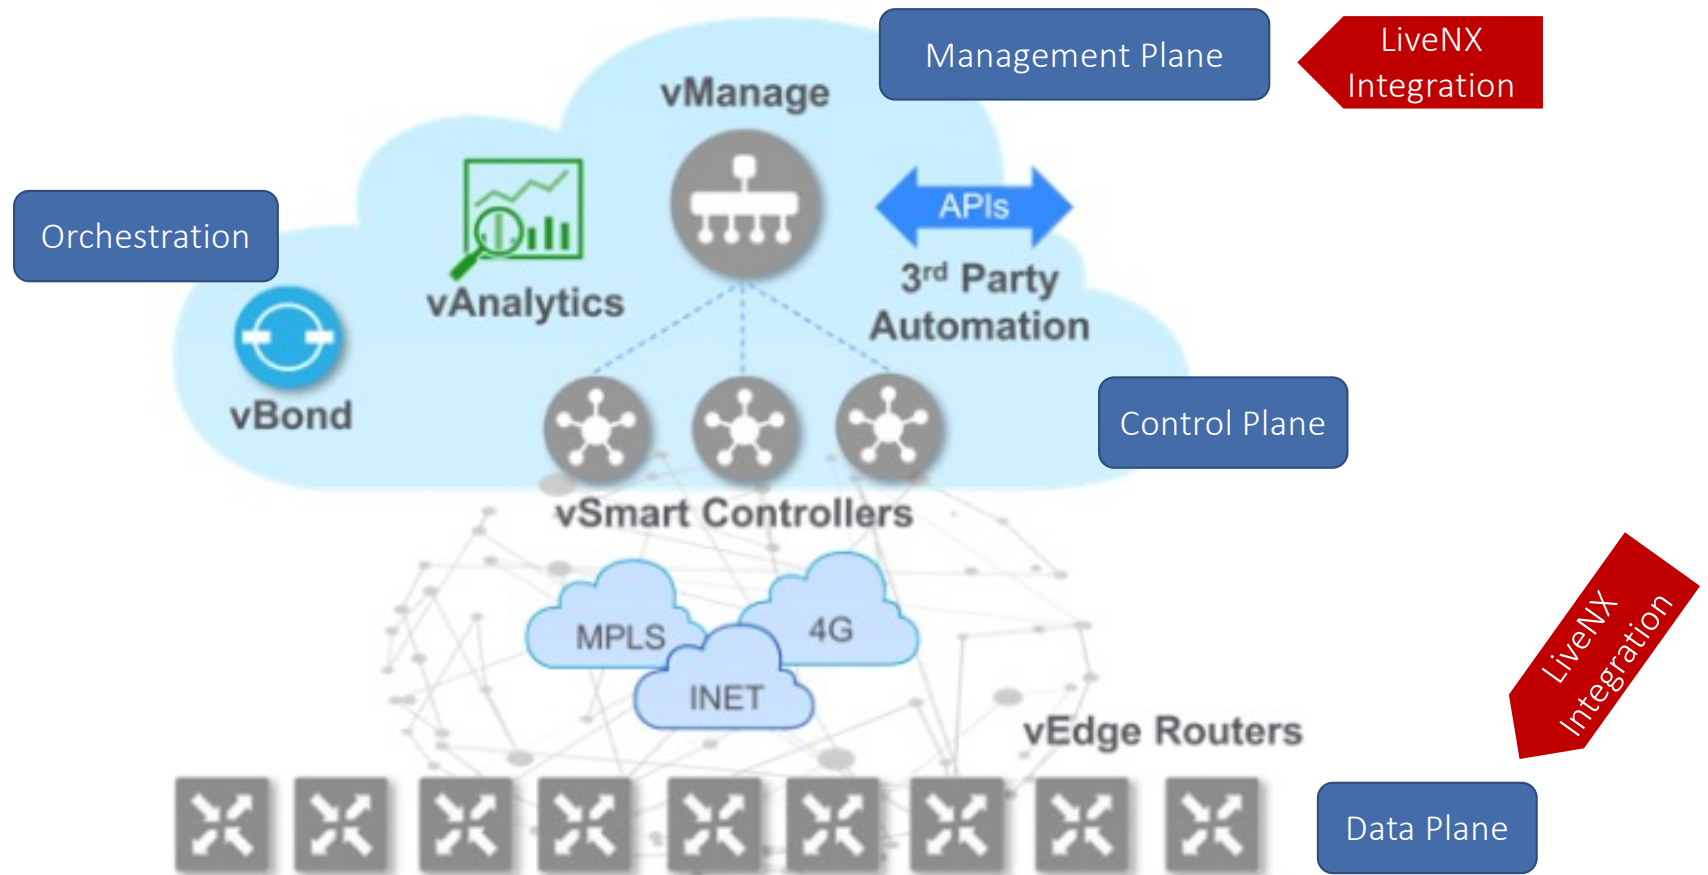 Management Plane
LiveNX
Integration
vManage
Orchestration
APIs
vAnalytics
3rd Party
Automation
vBond
Control Plane
vSmart Controllers
MPLS
4G
INET
LiveNX
Integration
vEdge Routers
Data Plane